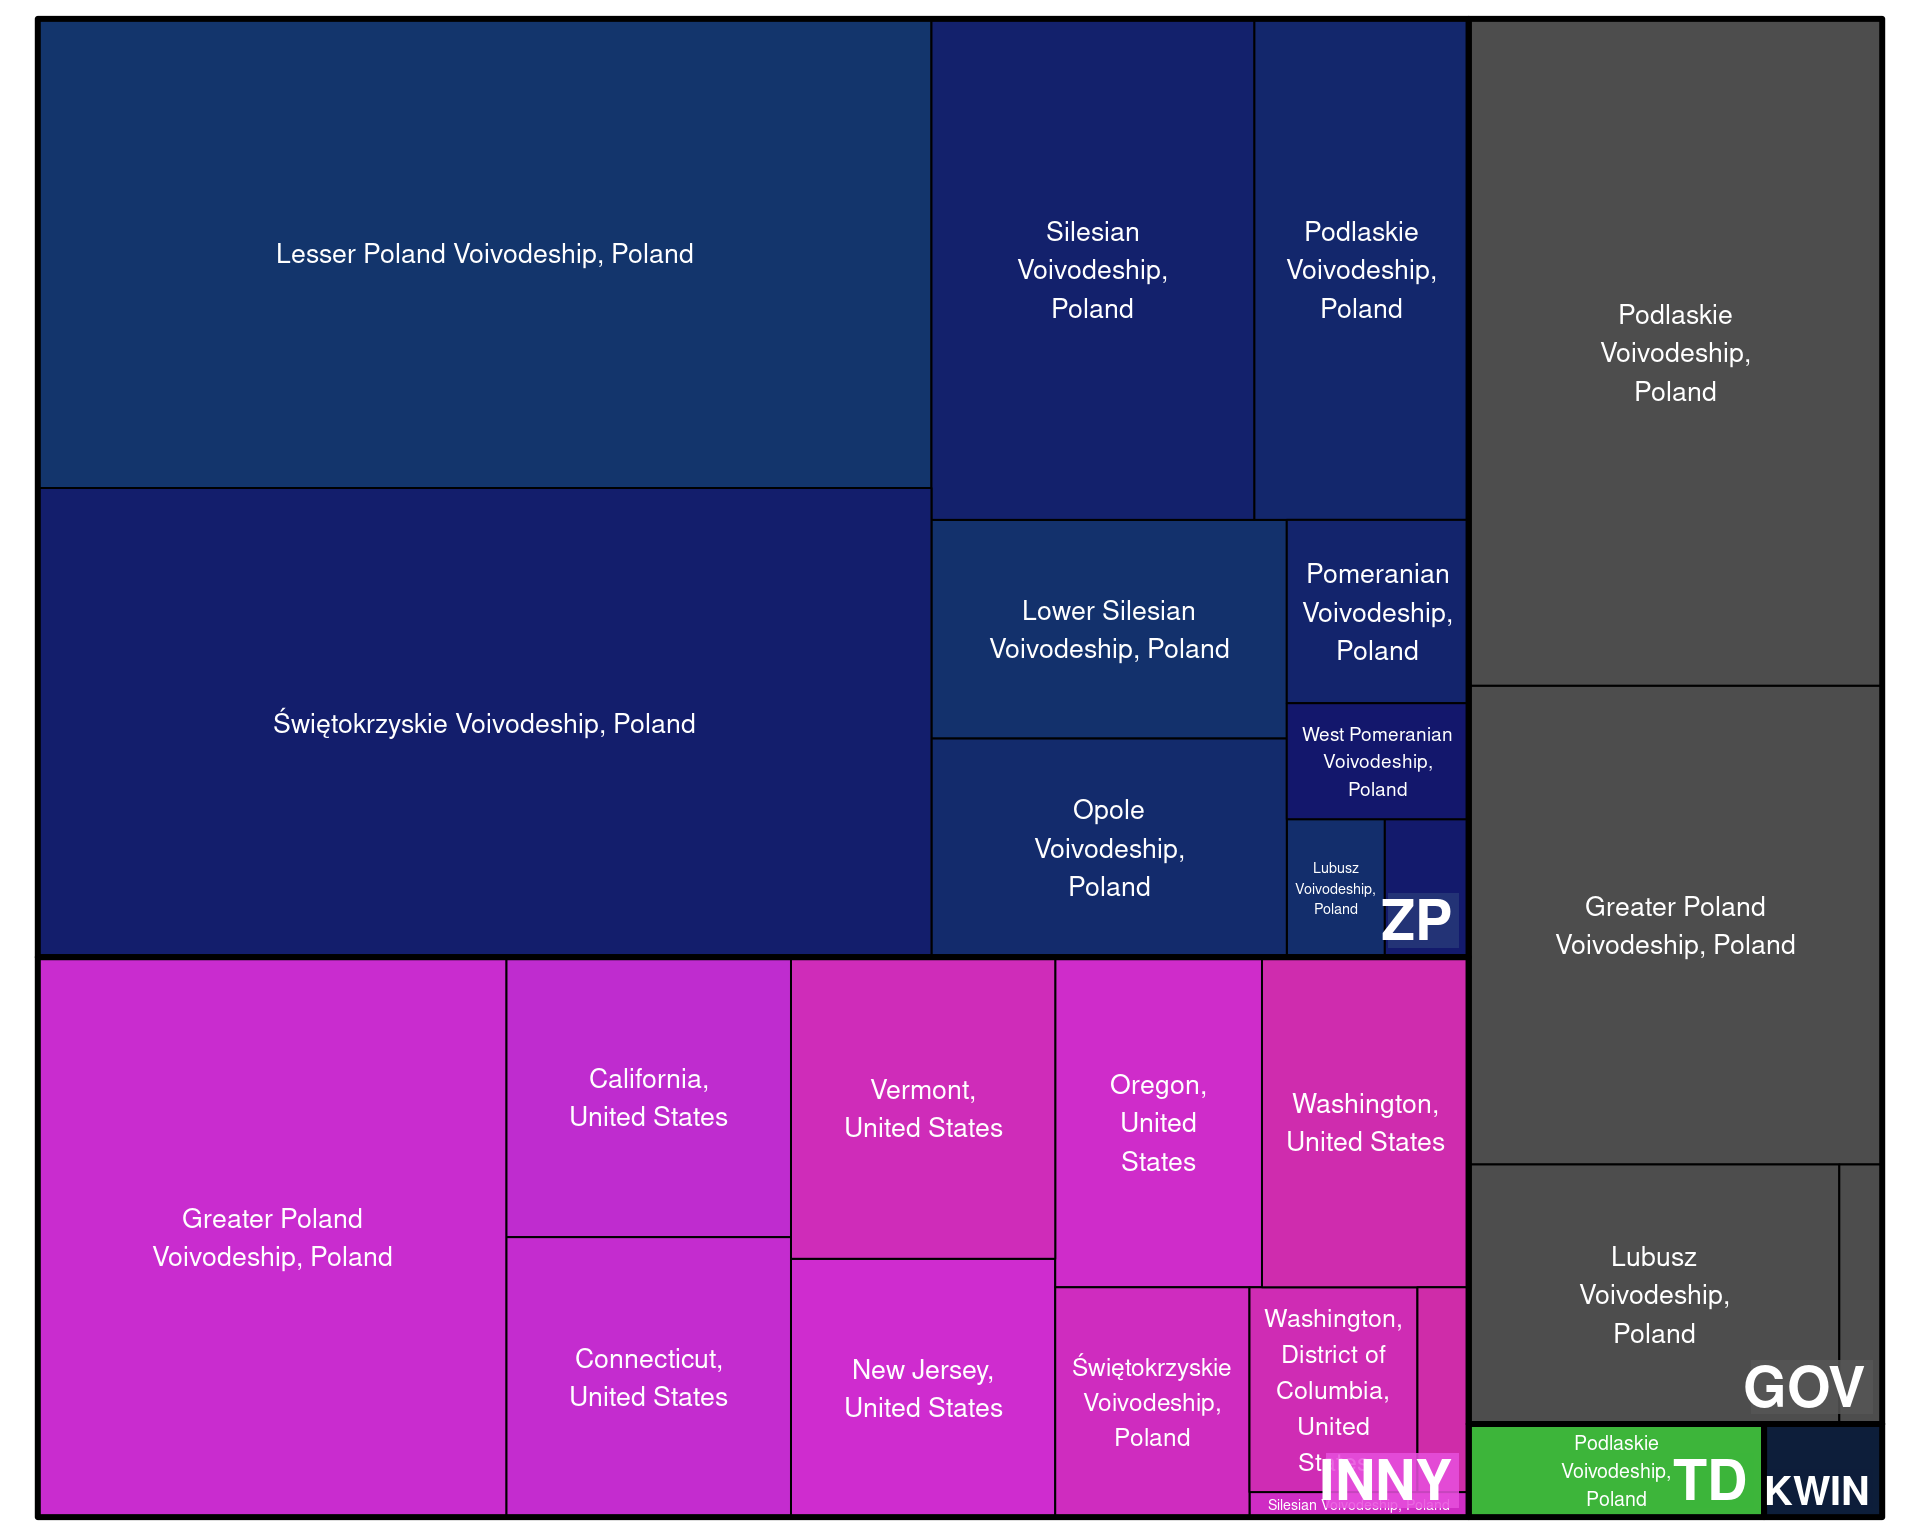 Lesser Poland Voivodeship, Poland
Świętokrzyskie Voivodeship, Poland
Silesian
Voivodeship,
Poland
Podlaskie
Voivodeship,
Poland
Lower Silesian
Voivodeship, Poland
Opole
Voivodeship,
Poland
Pomeranian
Voivodeship,
Poland
West Pomeranian
Voivodeship,
Poland
Lubusz
Voivodeship,
Poland
ZP
Greater Poland
Voivodeship, Poland
California,
United States
Connecticut,
United States
Vermont,
United States
New Jersey,
United States
Oregon,
United
States
Washington,
United States
Świętokrzyskie
Voivodeship,
Poland
Washington,
District of
Columbia,
United
States
Silesian Voivodeship, Poland
INNY
Podlaskie
Voivodeship,
Poland
Greater Poland
Voivodeship, Poland
Lubusz
Voivodeship,
Poland
GOV
Podlaskie
Voivodeship,
Poland
TD
KWIN